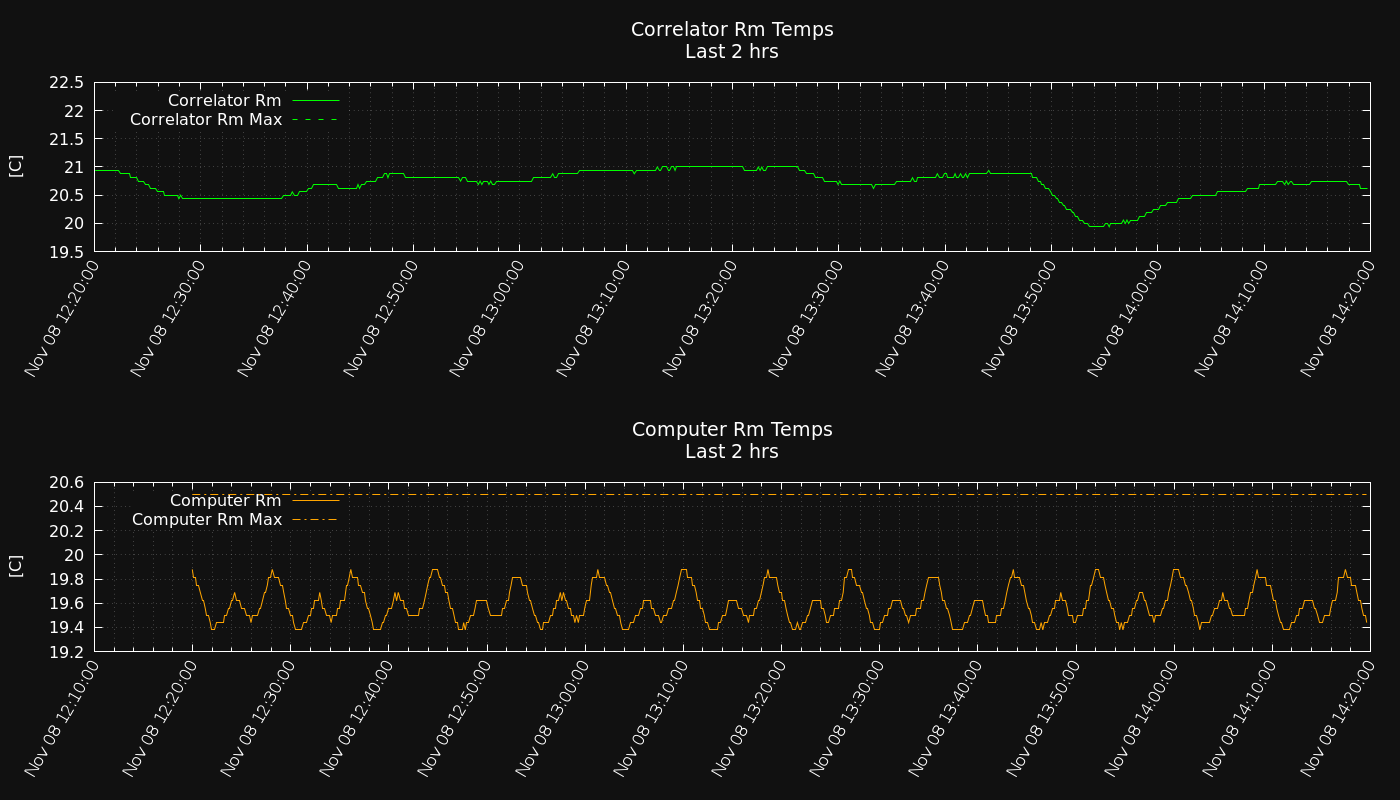 Correlator Rm Temps
Last 2 hrs
22.5
22
21.5
21
20.5
20
19.5
[C]
Correlator Rm
Correlator Rm Max
Nov 08 12:20:00
Nov 08 12:30:00
Nov 08 12:40:00
Nov 08 12:50:00
Nov 08 13:00:00
Nov 08 13:10:00
Nov 08 13:20:00
Nov 08 13:30:00
Nov 08 13:40:00
Nov 08 13:50:00
Nov 08 14:00:00
Nov 08 14:10:00
Nov 08 14:20:00
Computer Rm Temps
Last 2 hrs
20.6
20.4
20.2
20
19.8
19.6
19.4
19.2
[C]
Computer Rm
Computer Rm Max
Nov 08 12:10:00
Nov 08 12:20:00
Nov 08 12:30:00
Nov 08 12:40:00
Nov 08 12:50:00
Nov 08 13:00:00
Nov 08 13:10:00
Nov 08 13:20:00
Nov 08 13:30:00
Nov 08 13:40:00
Nov 08 13:50:00
Nov 08 14:00:00
Nov 08 14:10:00
Nov 08 14:20:00